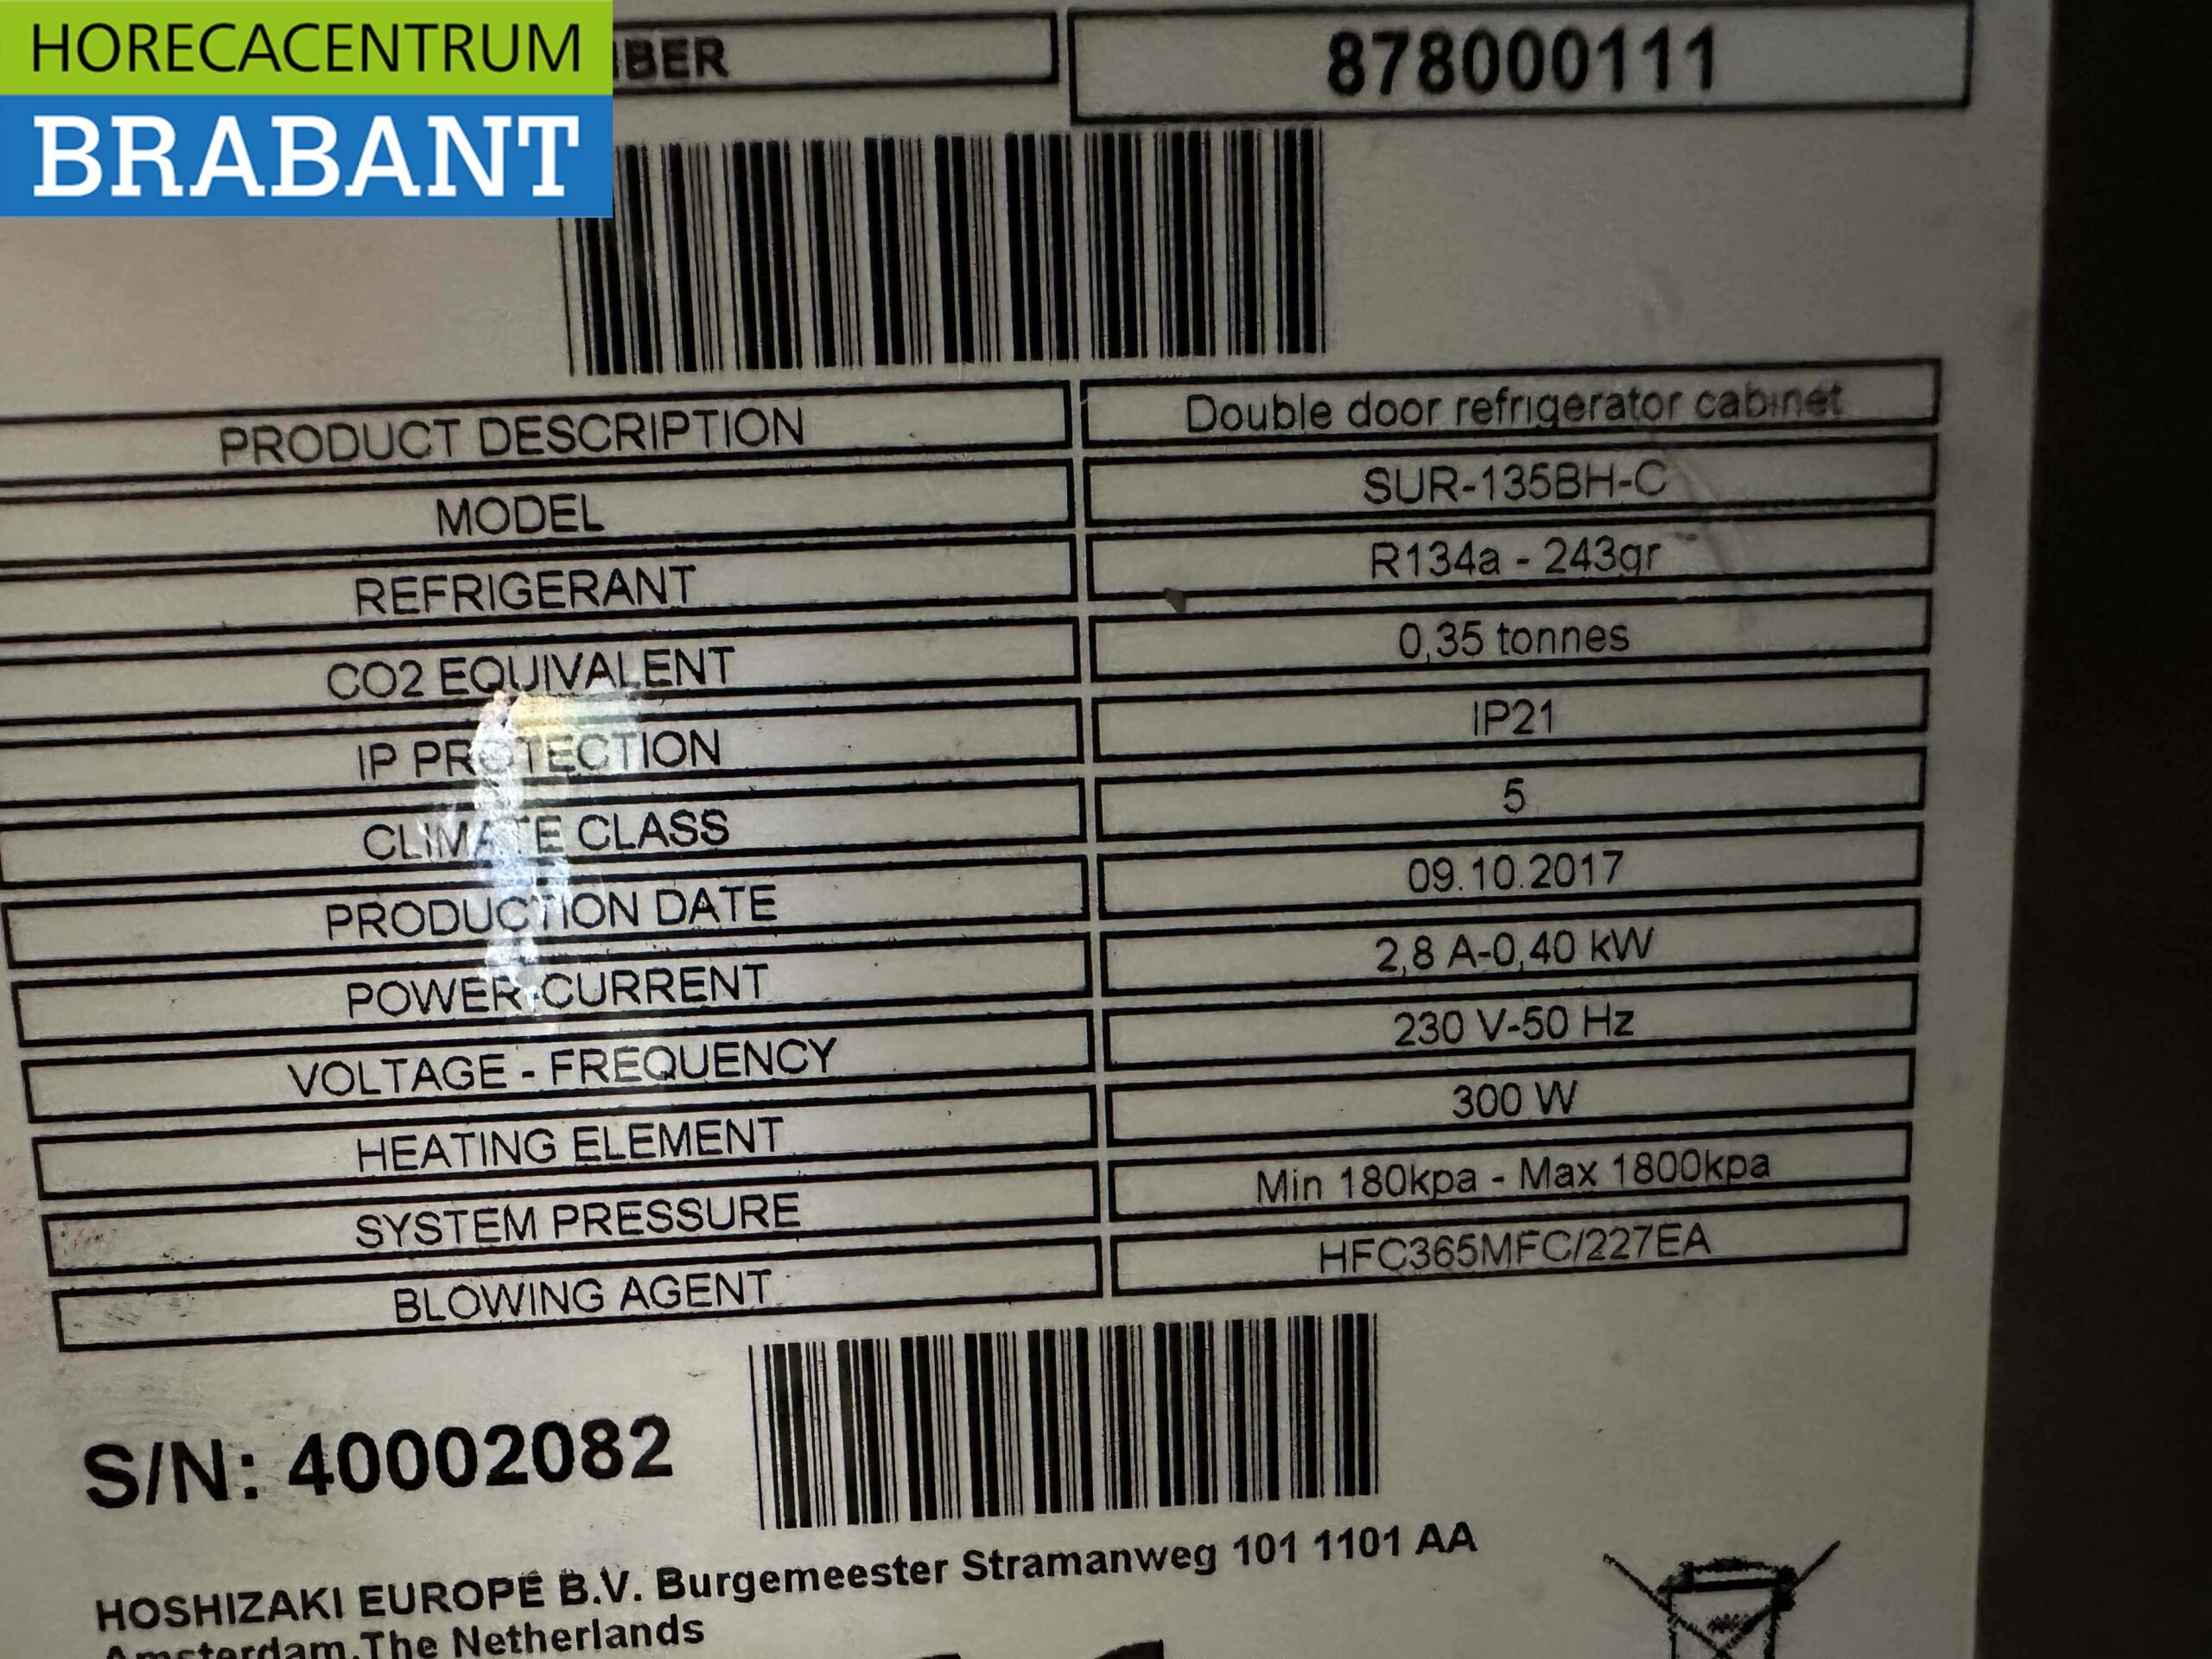 HORECACENTRUM
BRABANT
878000111
PRODUCT DESCRIPTION Double door refrigerator cabinet
MODEL SUR-135BH-C
REFRIGERANT R134a - 243gr
CO2 EQUIVALENT 0,35 tonnes
IP PROTECTION IP21
CLIMATE CLASS 5
PRODUCTION DATE 09.10.2017
POWER-CURRENT 2,8 A-0,40 kW
VOLTAGE - FREQUENCY 230 V-50 Hz
HEATING ELEMENT 300 W
SYSTEM PRESSURE Min 180kpa - Max 1800kpa
BLOWING AGENT HFC365MFC/227EA
S/N: 40002082
HOSHIZAKI EUROPE B.V. Burgemeester Stramanweg 101 1101 AA
Amsterdam,The Netherlands